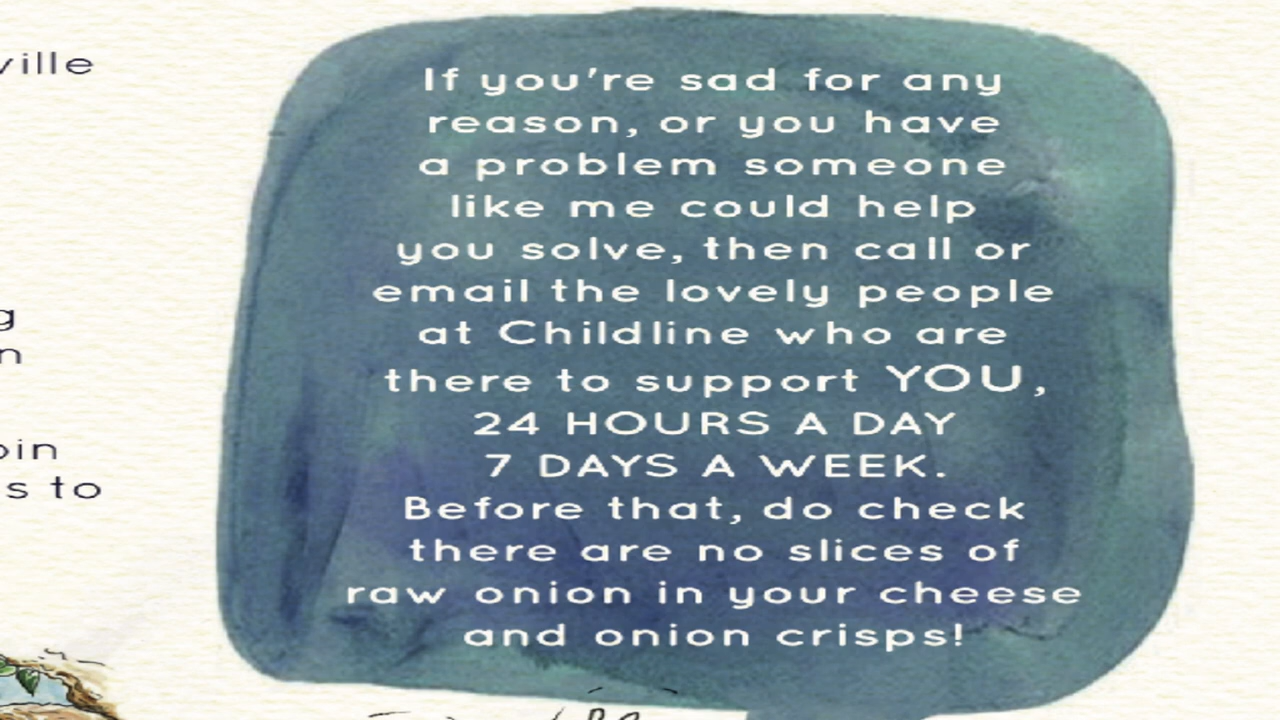 If you're sad for any
reason, or you have
a problem someone
like me could help
you solve, then call or
email the lovely people
at Childline who are
there to support YOU,
24 HOURS A DAY
7 DAYS A WEEK.
Before that, do check
there are no slices of
raw onion in your cheese
and onion crisps!
s to